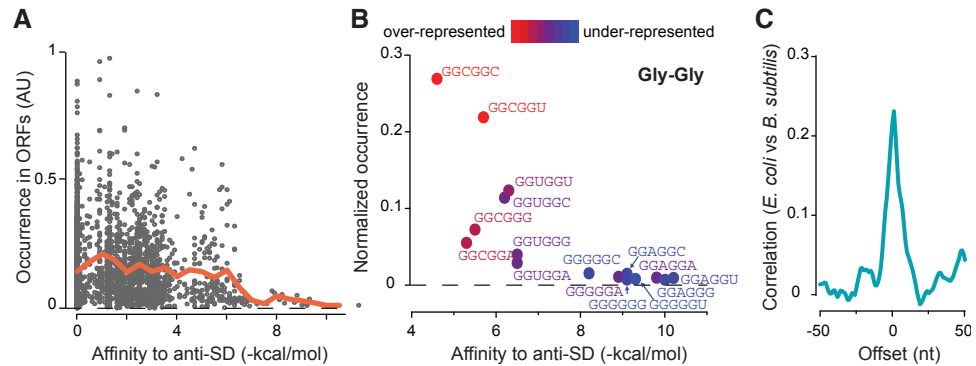 A
Occurrence in ORFs (AU)
1
0.5
0
0 4 8
Affinity to anti-SD (-kcal/mol)
B
over-represented under-represented
Gly-Gly
Normalized occurrence
0.3
0.2
0.1
0
GGCGGC
GGCGGU
GGUGGU
GGUGGC
GGCGGG
GGCGGA
GGUGGG
GGUGGA
GGGGGC
GGAGGC
GGAGGA
GGAGGU
GGGGGA
GGAGGG
GGGGGG
GGGGGU
4 6 8 10
Affinity to anti-SD (-kcal/mol)
C
Correlation (E. coli vs B. subtilis)
0.3
0.2
0.1
0
-50 0 50
Offset (nt)